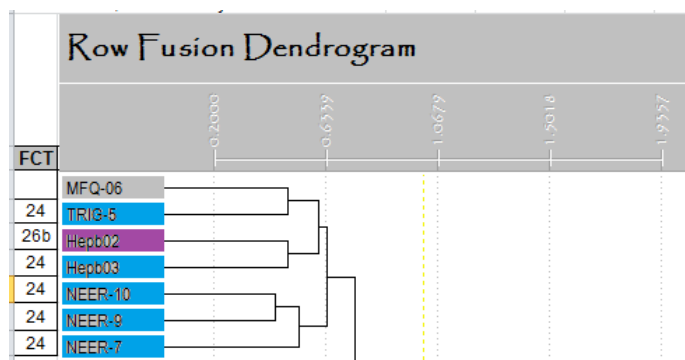 Row Fusion Dendrogram
0.2000 0.6339 1.0679 1.5018 1.9357
FCT
MFQ-06
24 TRIG-5
26b Hepb02
24 Hepb03
24 NEER-10
24 NEER-9
24 NEER-7